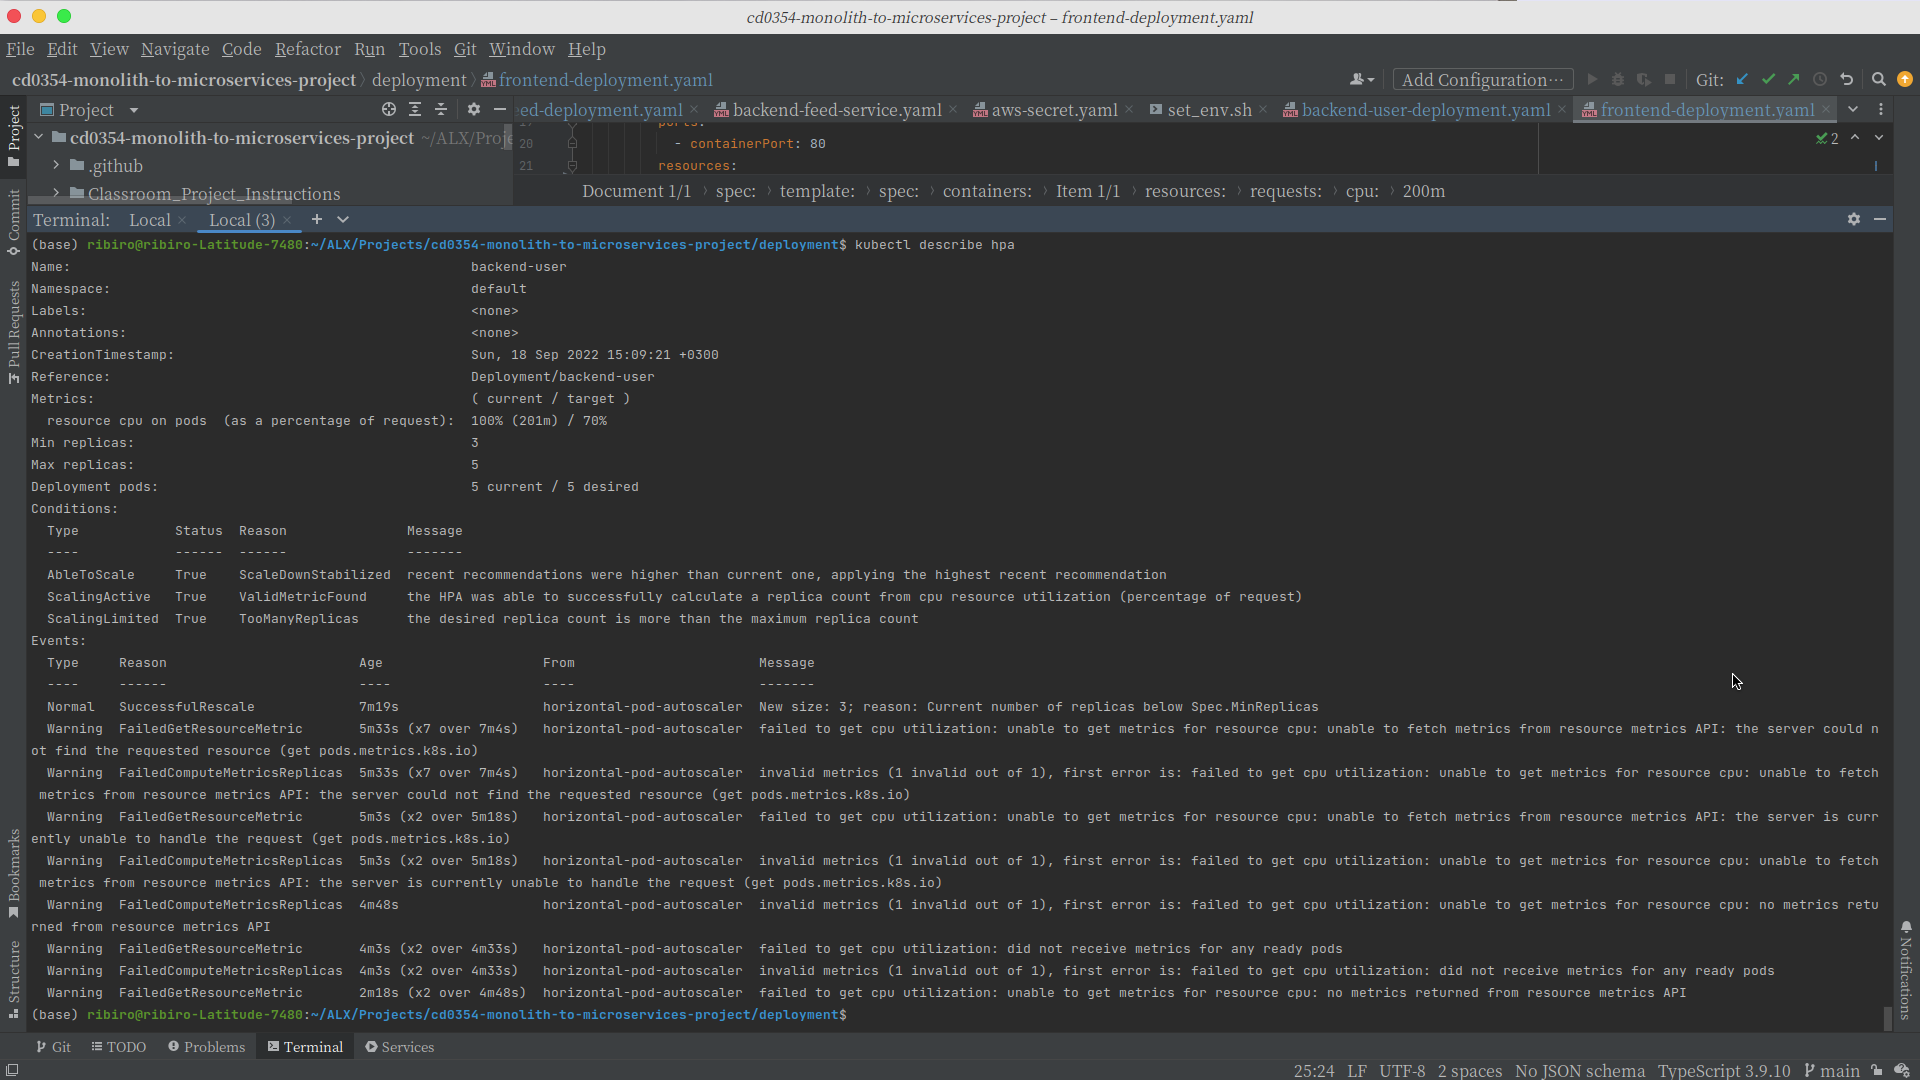 cd0354-monolith-to-microservices-project – frontend-deployment.yaml
File Edit View Navigate Code Refactor Run Tools Git Window Help
cd0354-monolith-to-microservices-project deployment frontend-deployment.yaml
Add Configuration...
Git:
Project
ed-deployment.yaml backend-feed-service.yaml aws-secret.yaml set_env.sh backend-user-deployment.yaml frontend-deployment.yaml
cd0354-monolith-to-microservices-project ~/ALX/Proje
.github
Classroom_Project_Instructions
ports:
20 - containerPort: 80
21 resources:
2
Document 1/1 spec: template: spec: containers: Item 1/1 resources: requests: cpu: 200m
Terminal: Local Local (3)
(base) ribiro@ribiro-Latitude-7480:~/ALX/Projects/cd0354-monolith-to-microservices-project/deployment$ kubectl describe hpa
Name: backend-user
Namespace: default
Labels: <none>
Annotations: <none>
CreationTimestamp: Sun, 18 Sep 2022 15:09:21 +0300
Reference: Deployment/backend-user
Metrics: ( current / target )
resource cpu on pods (as a percentage of request): 100% (201m) / 70%
Min replicas: 3
Max replicas: 5
Deployment pods: 5 current / 5 desired
Conditions:
Type Status Reason Message
---- ------ ------ -------
AbleToScale True ScaleDownStabilized recent recommendations were higher than current one, applying the highest recent recommendation
ScalingActive True ValidMetricFound the HPA was able to successfully calculate a replica count from cpu resource utilization (percentage of request)
ScalingLimited True TooManyReplicas the desired replica count is more than the maximum replica count
Events:
Type Reason Age From Message
---- ------ ---- ---- -------
Normal SuccessfulRescale 7m19s horizontal-pod-autoscaler New size: 3; reason: Current number of replicas below Spec.MinReplicas
Warning FailedGetResourceMetric 5m33s (x7 over 7m4s) horizontal-pod-autoscaler failed to get cpu utilization: unable to get metrics for resource cpu: unable to fetch metrics from resource metrics API: the server could n
ot find the requested resource (get pods.metrics.k8s.io)
Warning FailedComputeMetricsReplicas 5m33s (x7 over 7m4s) horizontal-pod-autoscaler invalid metrics (1 invalid out of 1), first error is: failed to get cpu utilization: unable to get metrics for resource cpu: unable to fetch
metrics from resource metrics API: the server could not find the requested resource (get pods.metrics.k8s.io)
Warning FailedGetResourceMetric 5m3s (x2 over 5m18s) horizontal-pod-autoscaler failed to get cpu utilization: unable to get metrics for resource cpu: unable to fetch metrics from resource metrics API: the server is curr
ently unable to handle the request (get pods.metrics.k8s.io)
Warning FailedComputeMetricsReplicas 5m3s (x2 over 5m18s) horizontal-pod-autoscaler invalid metrics (1 invalid out of 1), first error is: failed to get cpu utilization: unable to get metrics for resource cpu: unable to fetch
metrics from resource metrics API: the server is currently unable to handle the request (get pods.metrics.k8s.io)
Warning FailedComputeMetricsReplicas 4m48s horizontal-pod-autoscaler invalid metrics (1 invalid out of 1), first error is: failed to get cpu utilization: unable to get metrics for resource cpu: no metrics retu
rned from resource metrics API
Warning FailedGetResourceMetric 4m3s (x2 over 4m33s) horizontal-pod-autoscaler failed to get cpu utilization: did not receive metrics for any ready pods
Warning FailedComputeMetricsReplicas 4m3s (x2 over 4m33s) horizontal-pod-autoscaler invalid metrics (1 invalid out of 1), first error is: failed to get cpu utilization: did not receive metrics for any ready pods
Warning FailedGetResourceMetric 2m18s (x2 over 4m48s) horizontal-pod-autoscaler failed to get cpu utilization: unable to get metrics for resource cpu: no metrics returned from resource metrics API
(base) ribiro@ribiro-Latitude-7480:~/ALX/Projects/cd0354-monolith-to-microservices-project/deployment$
Project
Commit
Pull Requests
Bookmarks
Structure
Notifications
Git TODO Problems Terminal Services
25:24 LF UTF-8 2 spaces No JSON schema TypeScript 3.9.10 main